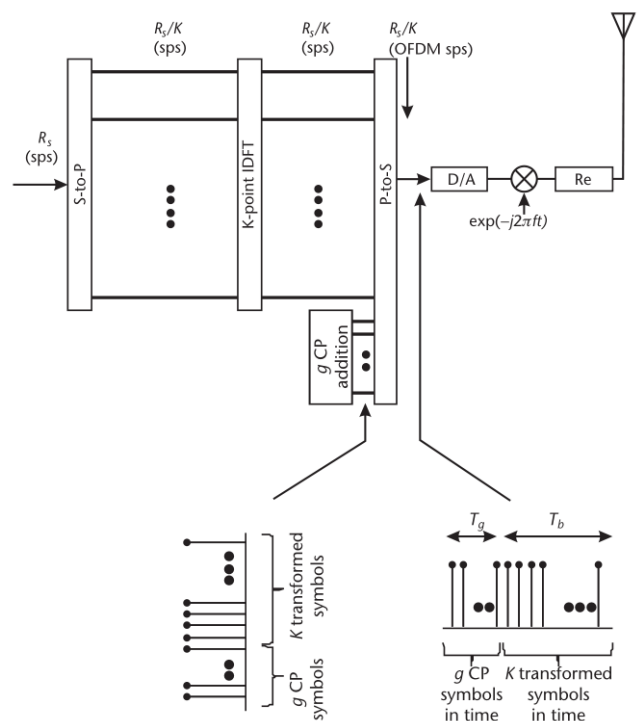 R_s/K
(sps)
R_s/K
(sps)
R_s/K
(OFDM sps)
R_s
(sps)
S-to-P
K-point IDFT
P-to-S
D/A
Re
exp(−j2πft)
g CP
addition
T_g
T_b
K transformed
symbols
g CP
symbols
g CP
symbols
in time
K transformed
symbols
in time